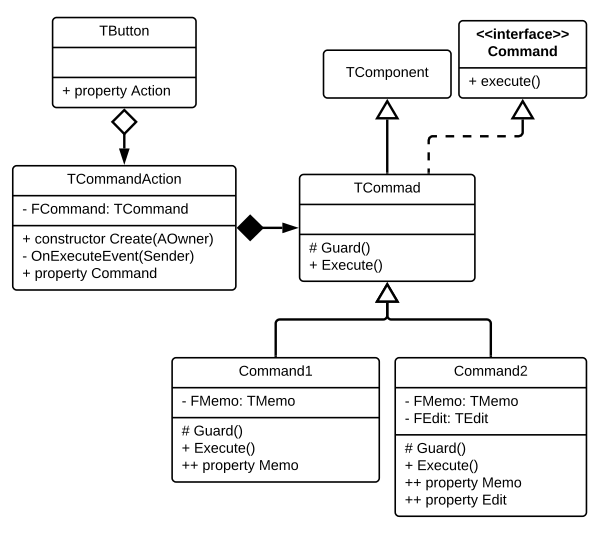 TButton
+ property Action
TComponent
<<interface>>
Command
+ execute()
TCommandAction
- FCommand: TCommand
+ constructor Create(AOwner)
- OnExecuteEvent(Sender)
+ property Command
TCommad
# Guard()
+ Execute()
Command1
- FMemo: TMemo
# Guard()
+ Execute()
++ property Memo
Command2
- FMemo: TMemo
- FEdit: TEdit
# Guard()
+ Execute()
++ property Memo
++ property Edit